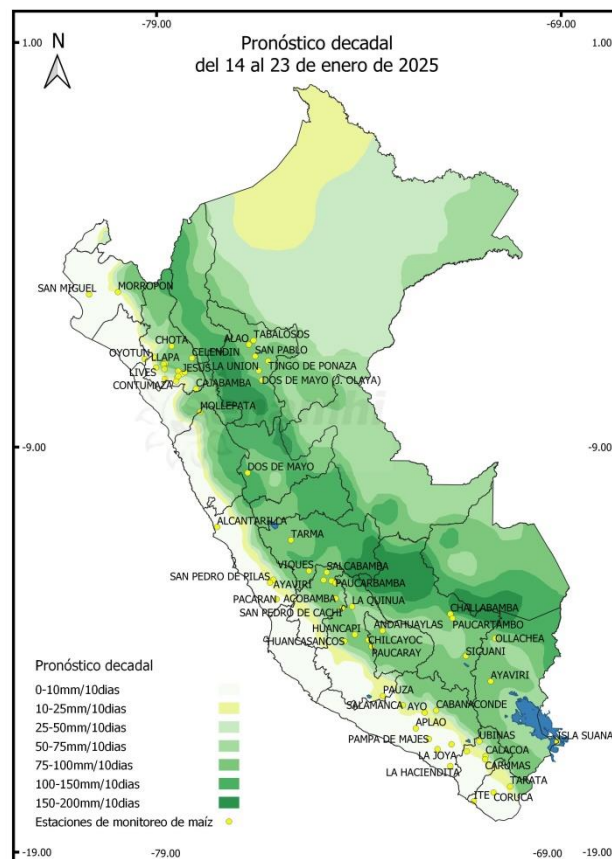 -79.00
-69.00
1.00
N
Pronóstico decadal
1.00
del 14 al 23 de enero de 2025
SAN MIGUEL
MORROPON
CHOTA
ALAO
TABALOSOS
OYOTUN
LLAPA
CELENDIN
SAN PABLO
LIVES
JESUS
LA UNION
TINGO DE PONAZA
CONTUMAZA
CAJABAMBA
DOS DE MAYO (J. OLAYA)
MOLLEPATA
-9.00
-9.00
DOS DE MAYO
ALCANTARILLA
TARMA
VIQUES
SALCABAMBA
SAN PEDRO DE PILAS
AYAVIRI
PAUCARBAMBA
PACARAN
ACOBAMBA
LA QUINUA
CHALLABAMBA
SAN PEDRO DE CACHI
PAUCARTAMBO
HUANCAPI
ANDAHUAYLAS
OLLACHEA
HUANCASANCOS
CHILCAYOC
PAUCARAY
SICUANI
Pronóstico decadal
AYAVIRI
0-10mm/10dias
PAUZA
10-25mm/10dias
SALAMANCA
AYO
CABANACONDE
25-50mm/10dias
APLAO
50-75mm/10dias
PAMPA DE MAJES
UBINAS
ISLA SUANA
75-100mm/10dias
LA JOYA
CALACOA
100-150mm/10dias
LA HACIENDITA
CARUMAS
150-200mm/10dias
TARATA
Estaciones de monitoreo de maíz
ITE
CORUCA
-19.00
-79.00
-69.00
-19.00